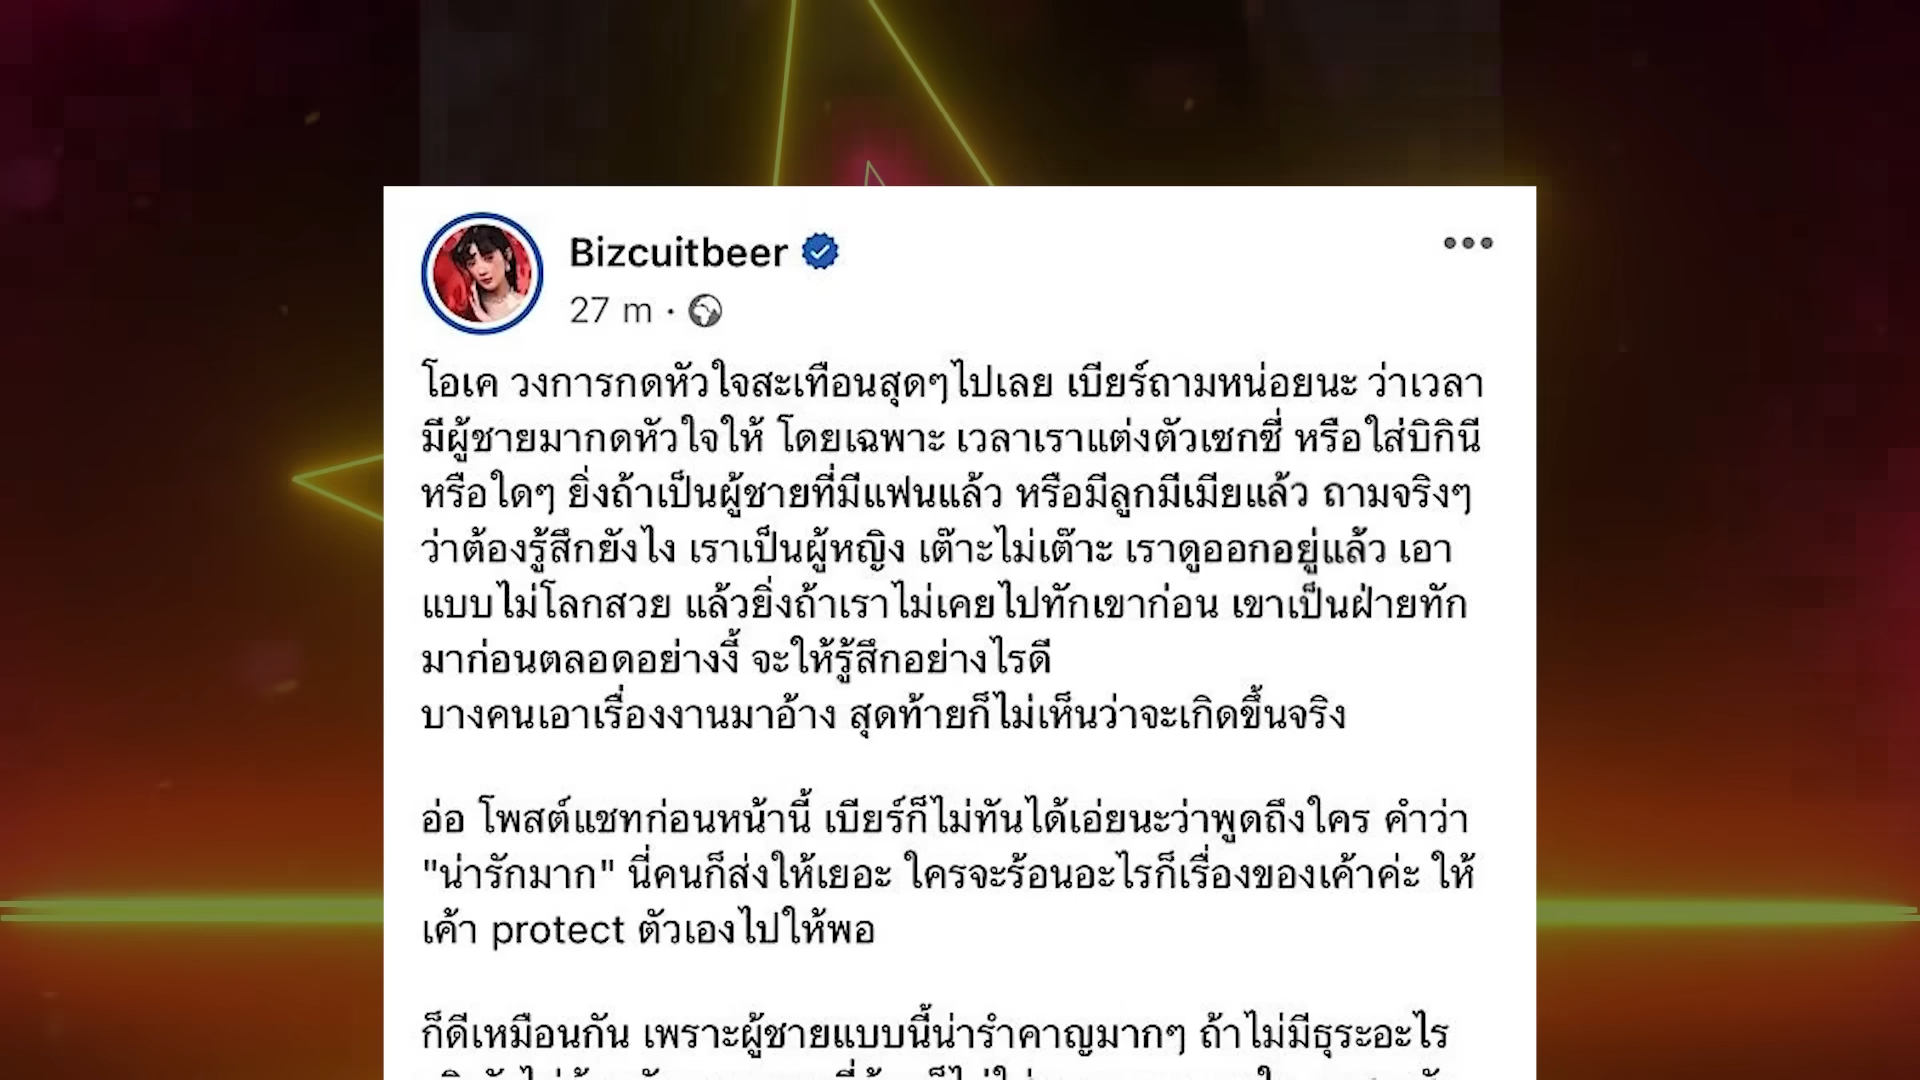 Bizcuitbeer
27 m ·
โอเค วงการกดหัวใจสะเทือนสุดๆไปเลย เบียร์ถามหน่อยนะ ว่าเวลา
มีผู้ชายมากดหัวใจให้ โดยเฉพาะ เวลาเราแต่งตัวเซกซี่ หรือใส่บิกินี
หรือใดๆ ยิ่งถ้าเป็นผู้ชายที่มีแฟนแล้ว หรือมีลูกมีเมียแล้ว ถามจริงๆ
ว่าต้องรู้สึกยังไง เราเป็นผู้หญิง เต๊าะไม่เต๊าะ เราดูออกอยู่แล้ว เอา
แบบไม่โลกสวย แล้วยิ่งถ้าเราไม่เคยไปทักเขาก่อน เขาเป็นฝ่ายทัก
มาก่อนตลอดอย่างงี้ จะให้รู้สึกอย่างไรดี
บางคนเอาเรื่องงานมาอ้าง สุดท้ายก็ไม่เห็นว่าจะเกิดขึ้นจริง
อ่อ โพสต์แชทก่อนหน้านี้ เบียร์ก็ไม่ทันได้เอ่ยนะว่าพูดถึงใคร คำว่า
"น่ารักมาก" นี่คนก็ส่งให้เยอะ ใครจะร้อนอะไรก็เรื่องของเค้าค่ะ ให้
เค้า protect ตัวเองไปให้พอ
ก็ดีเหมือนกัน เพราะผู้ชายแบบนี้น่ารำคาญมากๆ ถ้าไม่มีธุระอะไร